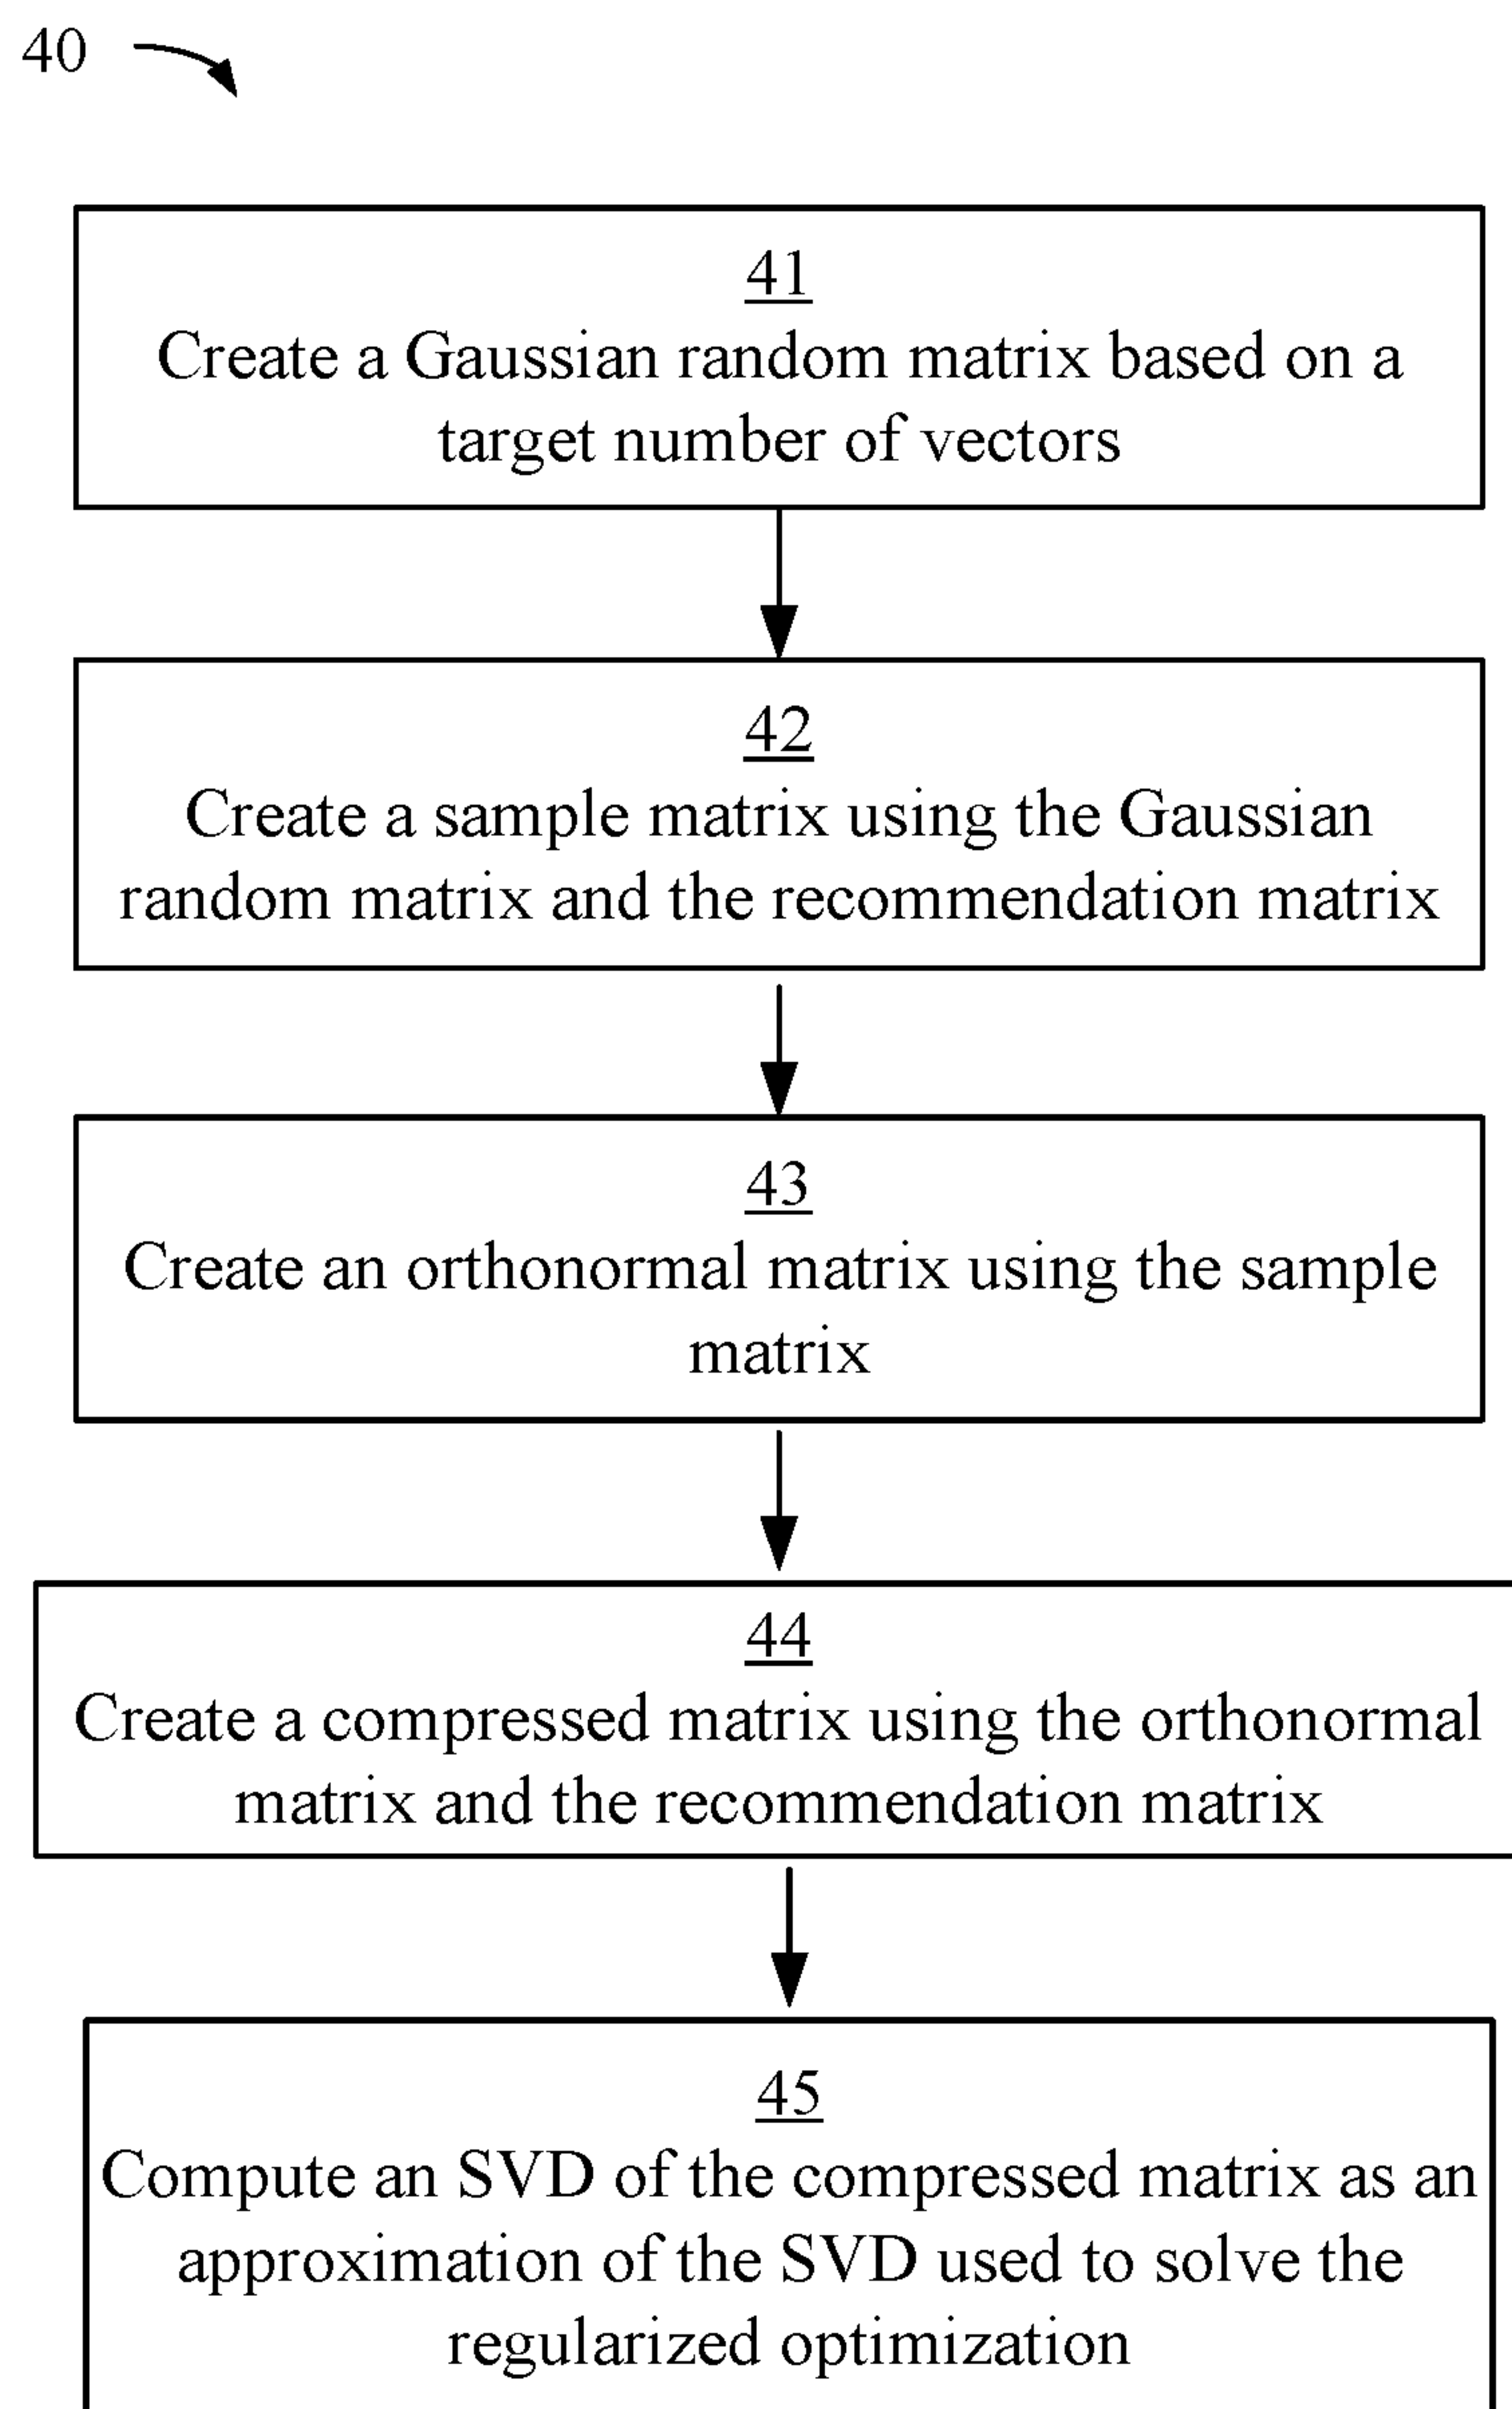 40
41
Create a Gaussian random matrix based on a
target number of vectors
42
Create a sample matrix using the Gaussian
random matrix and the recommendation matrix
43
Create an orthonormal matrix using the sample
matrix
44
Create a compressed matrix using the orthonormal
matrix and the recommendation matrix
45
Compute an SVD of the compressed matrix as an
approximation of the SVD used to solve the
regularized optimization